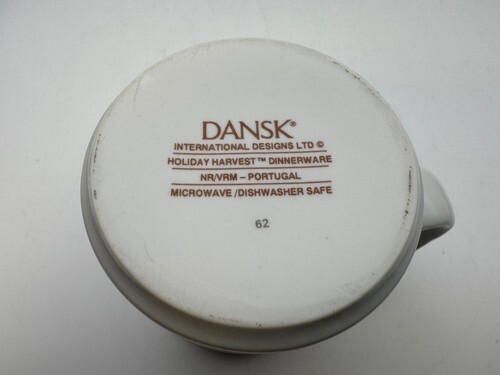 DANSK®
INTERNATIONAL DESIGNS LTD ©
HOLIDAY HARVEST™ DINNERWARE
NR/VRM – PORTUGAL
MICROWAVE/DISHWASHER SAFE
62